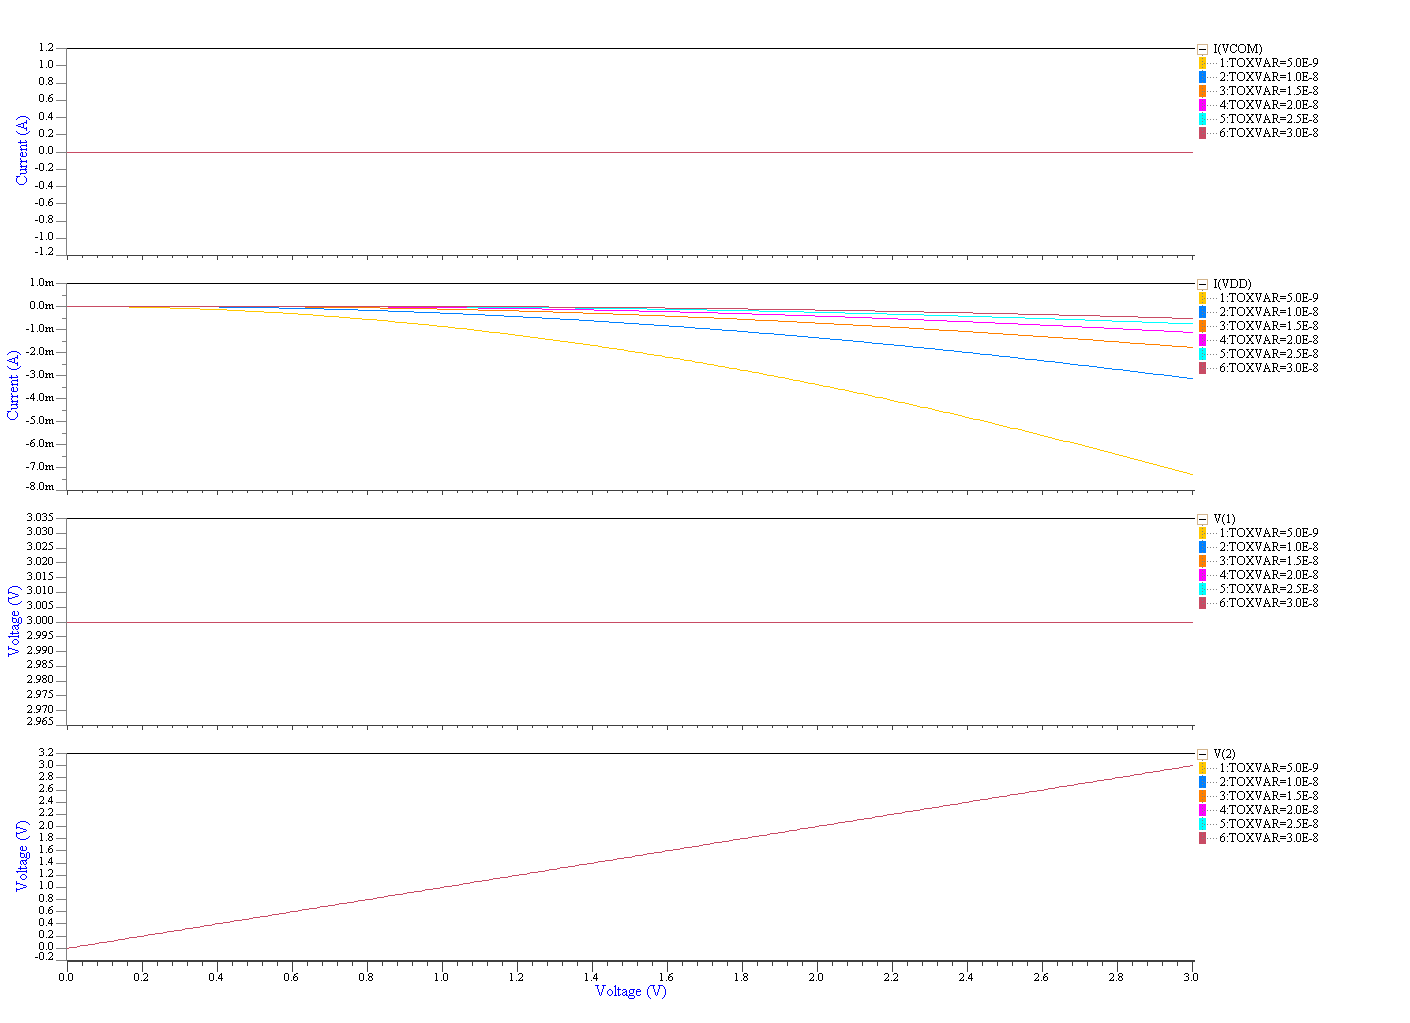 1.2
1.0
0.8
0.6
0.4
0.2
0.0
-0.2
-0.4
-0.6
-0.8
-1.0
-1.2
Current (A)
I(VCOM)
1:TOXVAR=5.0E-9
2:TOXVAR=1.0E-8
3:TOXVAR=1.5E-8
4:TOXVAR=2.0E-8
5:TOXVAR=2.5E-8
6:TOXVAR=3.0E-8
1.0m
0.0m
-1.0m
-2.0m
-3.0m
-4.0m
-5.0m
-6.0m
-7.0m
-8.0m
Current (A)
I(VDD)
1:TOXVAR=5.0E-9
2:TOXVAR=1.0E-8
3:TOXVAR=1.5E-8
4:TOXVAR=2.0E-8
5:TOXVAR=2.5E-8
6:TOXVAR=3.0E-8
3.035
3.030
3.025
3.020
3.015
3.010
3.005
3.000
2.995
2.990
2.985
2.980
2.975
2.970
2.965
Voltage (V)
V(1)
1:TOXVAR=5.0E-9
2:TOXVAR=1.0E-8
3:TOXVAR=1.5E-8
4:TOXVAR=2.0E-8
5:TOXVAR=2.5E-8
6:TOXVAR=3.0E-8
3.2
3.0
2.8
2.6
2.4
2.2
2.0
1.8
1.6
1.4
1.2
1.0
0.8
0.6
0.4
0.2
0.0
-0.2
Voltage (V)
V(2)
1:TOXVAR=5.0E-9
2:TOXVAR=1.0E-8
3:TOXVAR=1.5E-8
4:TOXVAR=2.0E-8
5:TOXVAR=2.5E-8
6:TOXVAR=3.0E-8
0.0 0.2 0.4 0.6 0.8 1.0 1.2 1.4 1.6 1.8 2.0 2.2 2.4 2.6 2.8 3.0
Voltage (V)